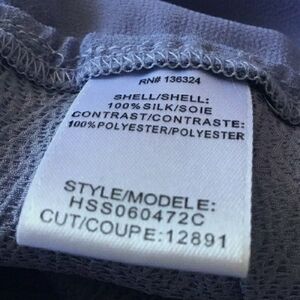 RN# 136324
SHELL/SHELL:
100%SILK/SOIE
CONTRAST/CONTRASTE:
100%POLYESTER/POLYESTER
STYLE/MODELE:
HSS060472C
CUT/COUPE:12891